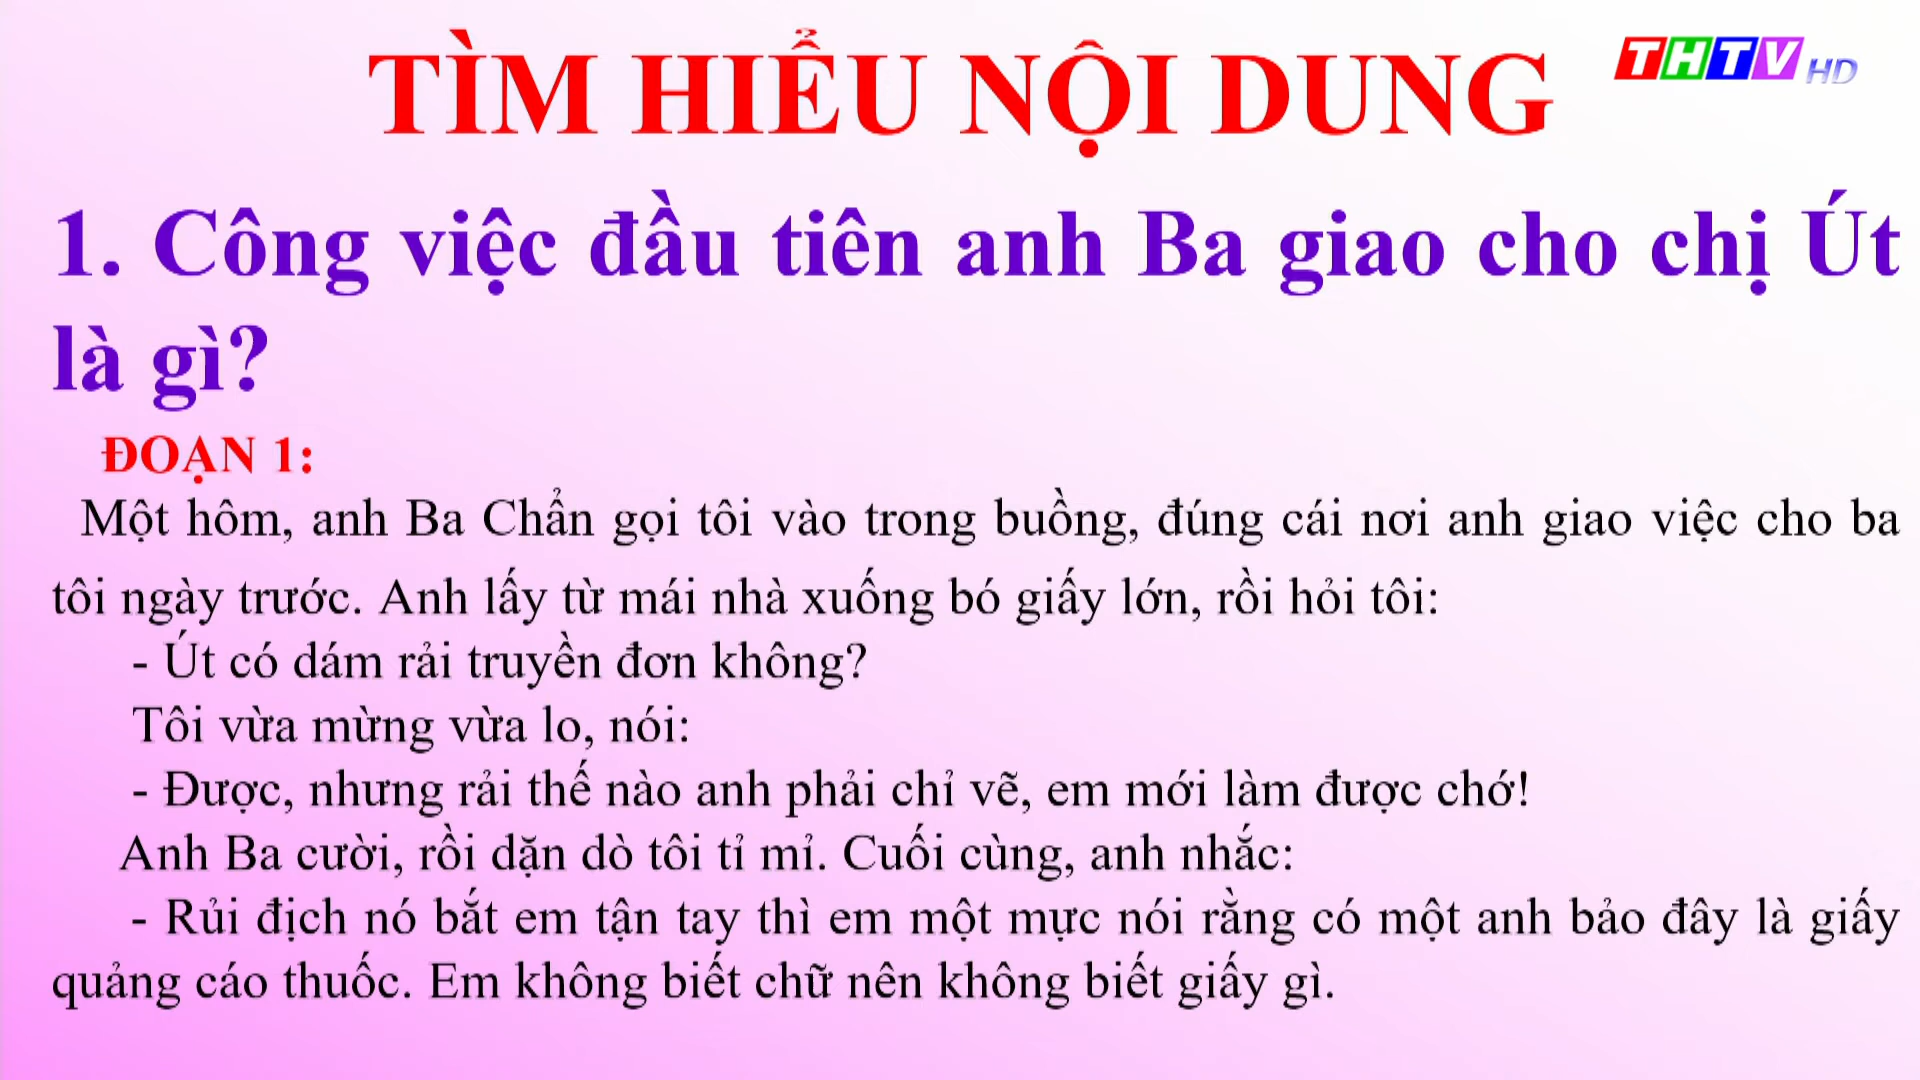 TÌM HIỂU NỘI DUNG
THTV HD
1. Công việc đầu tiên anh Ba giao cho chị Út
là gì?
ĐOẠN 1:
Một hôm, anh Ba Chẩn gọi tôi vào trong buồng, đúng cái nơi anh giao việc cho ba
tôi ngày trước. Anh lấy từ mái nhà xuống bó giấy lớn, rồi hỏi tôi:
- Út có dám rải truyền đơn không?
Tôi vừa mừng vừa lo, nói:
- Được, nhưng rải thế nào anh phải chỉ vẽ, em mới làm được chớ!
Anh Ba cười, rồi dặn dò tôi tỉ mỉ. Cuối cùng, anh nhắc:
- Rủi địch nó bắt em tận tay thì em một mực nói rằng có một anh bảo đây là giấy
quảng cáo thuốc. Em không biết chữ nên không biết giấy gì.